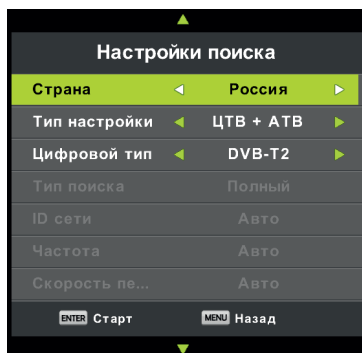 Настройки поиска
Страна Россия
Тип настройки ЦТВ + АТВ
Цифровой тип DVB-T2
Тип поиска Полный
ID сети Авто
Частота Авто
Скорость пе... Авто
ENTER Старт MENU Назад